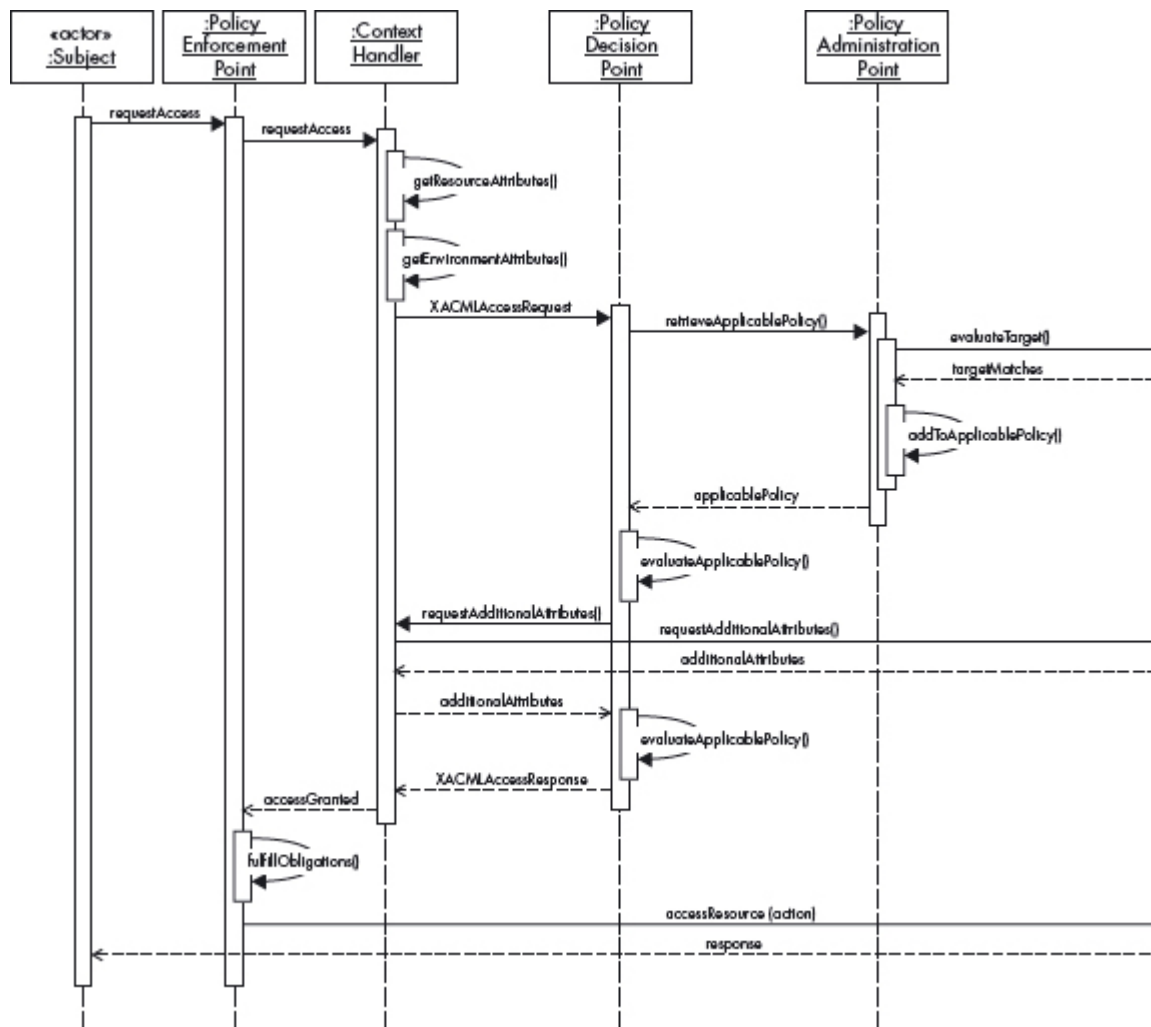 «actor»
:Subject
:Policy
Enforcement
Point
:Context
Handler
:Policy
Decision
Point
:Policy
Administration
Point
requestAccess
requestAccess
getResourceAttributes()
getEnvironmentAttributes()
XACMLAccessRequest
retrieveApplicablePolicy()
evaluateTarget()
targetMatches
addToApplicablePolicy()
applicablePolicy
evaluateApplicablePolicy()
requestAdditionalAttributes()
requestAdditionalAttributes()
additionalAttributes
additionalAttributes
evaluateApplicablePolicy()
XACMLAccessResponse
accessGranted
fulfillObligations()
accessResource (action)
response